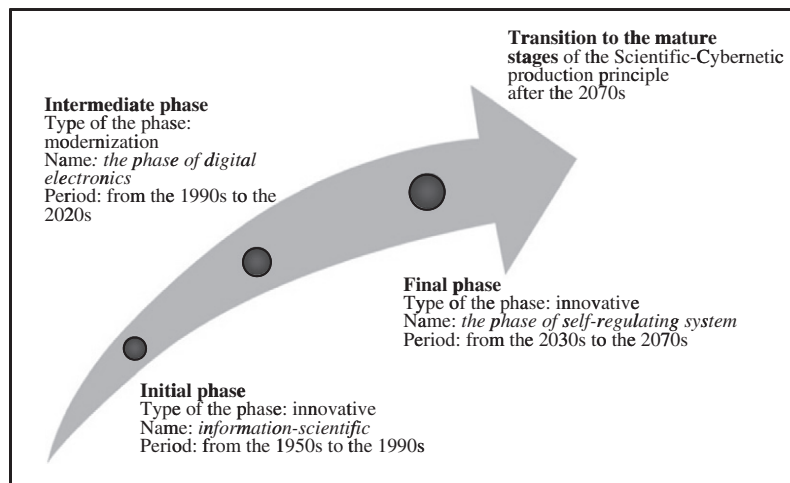 Transition to the mature
stages of the Scientific-Cybernetic
production principle
after the 2070s
Intermediate phase
Type of the phase:
modernization
Name: the phase of digital
electronics
Period: from the 1990s to the
2020s
Final phase
Type of the phase: innovative
Name: the phase of self-regulating system
Period: from the 2030s to the 2070s
Initial phase
Type of the phase: innovative
Name: information-scientific
Period: from the 1950s to the 1990s